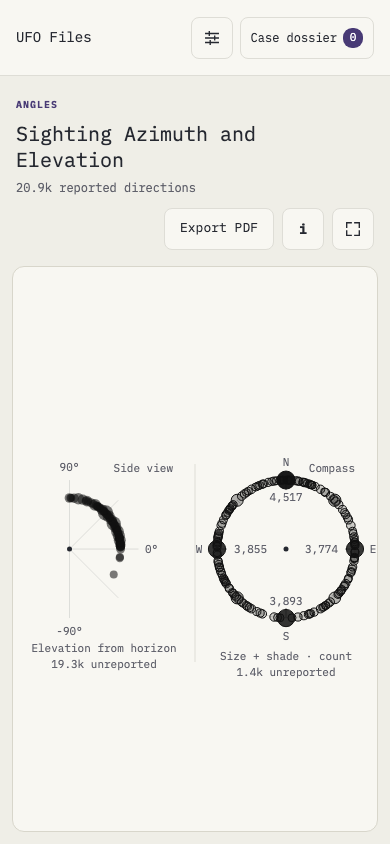 UFO Files
Case dossier 0
ANGLES
Sighting Azimuth and
Elevation
20.9k reported directions
Export PDF
i
90°
Side view
0°
-90°
Elevation from horizon
19.3k unreported
N
Compass
4,517
W
3,855
3,774
E
3,893
S
Size + shade · count
1.4k unreported